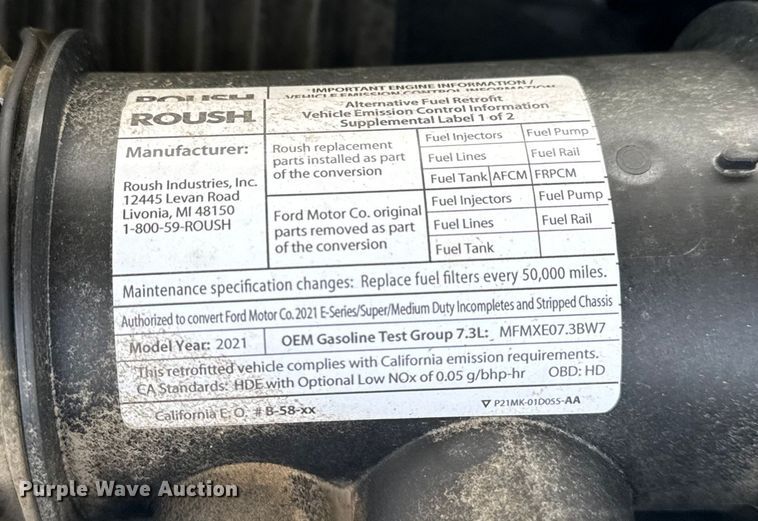 ROUSH
IMPORTANT ENGINE INFORMATION /
VEHICLE EMISSION CONTROL INFORMATION
ROUSH
Alternative Fuel Retrofit
Vehicle Emission Control Information
Supplemental Label 1 of 2
Manufacturer:
Roush Industries, Inc.
12445 Levan Road
Livonia, MI 48150
1-800-59-ROUSH
Roush replacement
parts installed as part
of the conversion
Fuel Injectors Fuel Pump
Fuel Lines Fuel Rail
Fuel Tank AFCM FRPCM
Ford Motor Co. original
parts removed as part
of the conversion
Fuel Injectors Fuel Pump
Fuel Lines Fuel Rail
Fuel Tank
Maintenance specification changes: Replace fuel filters every 50,000 miles.
Authorized to convert Ford Motor Co. 2021 E-Series/Super/Medium Duty Incompletes and Stripped Chassis
Model Year: 2021 OEM Gasoline Test Group 7.3L: MFMXE07.3BW7
This retrofitted vehicle complies with California emission requirements.
CA Standards: HDE with Optional Low NOx of 0.05 g/bhp-hr OBD: HD
California E.O. # B-58-xx ▽ P21MK-01D055-AA
Purple Wave Auction